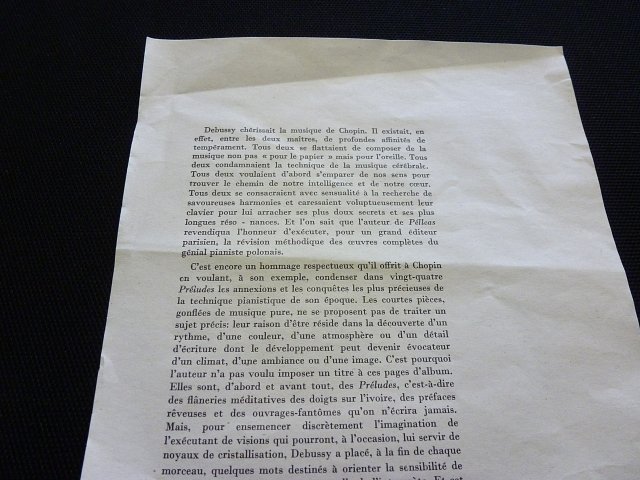 Debussy chérissait la musique de Chopin. Il existait, en
effet, entre les deux maîtres, de profondes affinités de
tempérament. Tous deux se flattaient de composer de la
musique non pas « pour le papier » mais pour l'oreille. Tous
deux condamnaient la technique de la musique cérébrale.
Tous deux voulaient d'abord s'emparer de nos sens pour
trouver le chemin de notre intelligence et de notre cœur.
Tous deux se consacraient avec sensualité à la recherche de
savoureuses harmonies et caressaient voluptueusement leur
clavier pour lui arracher ses plus doux secrets et ses plus
longues réso - nances. Et l'on sait que l'auteur de Pélleas
revendiqua l'honneur d'exécuter, pour un grand éditeur
parisien, la révision méthodique des œuvres complètes du
génial pianiste polonais.
C'est encore un hommage respectueux qu'il offrit à Chopin
en voulant, à son exemple, condenser dans vingt-quatre
Préludes les annexions et les conquêtes les plus précieuses de
la technique pianistique de son époque. Les courtes pièces,
gonflées de musique pure, ne se proposent pas de traiter un
sujet précis: leur raison d'être réside dans la découverte d'un
rythme, d'une couleur, d'une atmosphère ou d'un détail
d'écriture dont le développement peut devenir évocateur
d'un climat, d'une ambiance ou d'une image. C'est pourquoi
l'auteur n'a pas voulu imposer un titre à ces pages d'album.
Elles sont, d'abord et avant tout, des Préludes, c'est-à-dire
des flâneries méditatives des doigts sur l'ivoire, des préfaces
rêveuses et des ouvrages-fantômes qu'on n'écrira jamais.
Mais, pour ensemencer discrètement l'imagination de
l'exécutant de visions qui pourront, à l'occasion, lui servir de
noyaux de cristallisation, Debussy a placé, à la fin de chaque
morceau, quelques mots destinés à orienter la sensibilité de